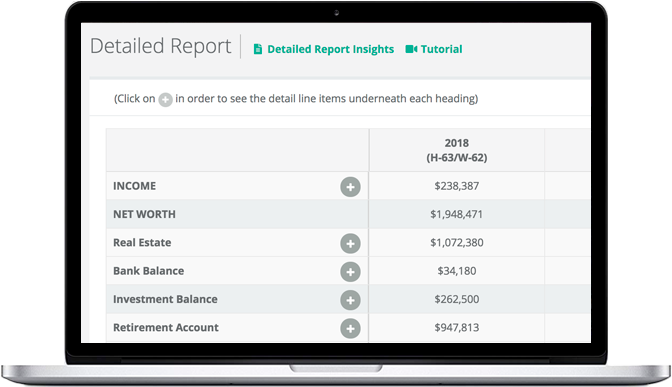 Detailed Report
Detailed Report Insights
Tutorial
(Click on + in order to see the detail line items underneath each heading)
2018
(H-63/W-62)
INCOME $238,387
NET WORTH $1,948,471
Real Estate $1,072,380
Bank Balance $34,180
Investment Balance $262,500
Retirement Account $947,813